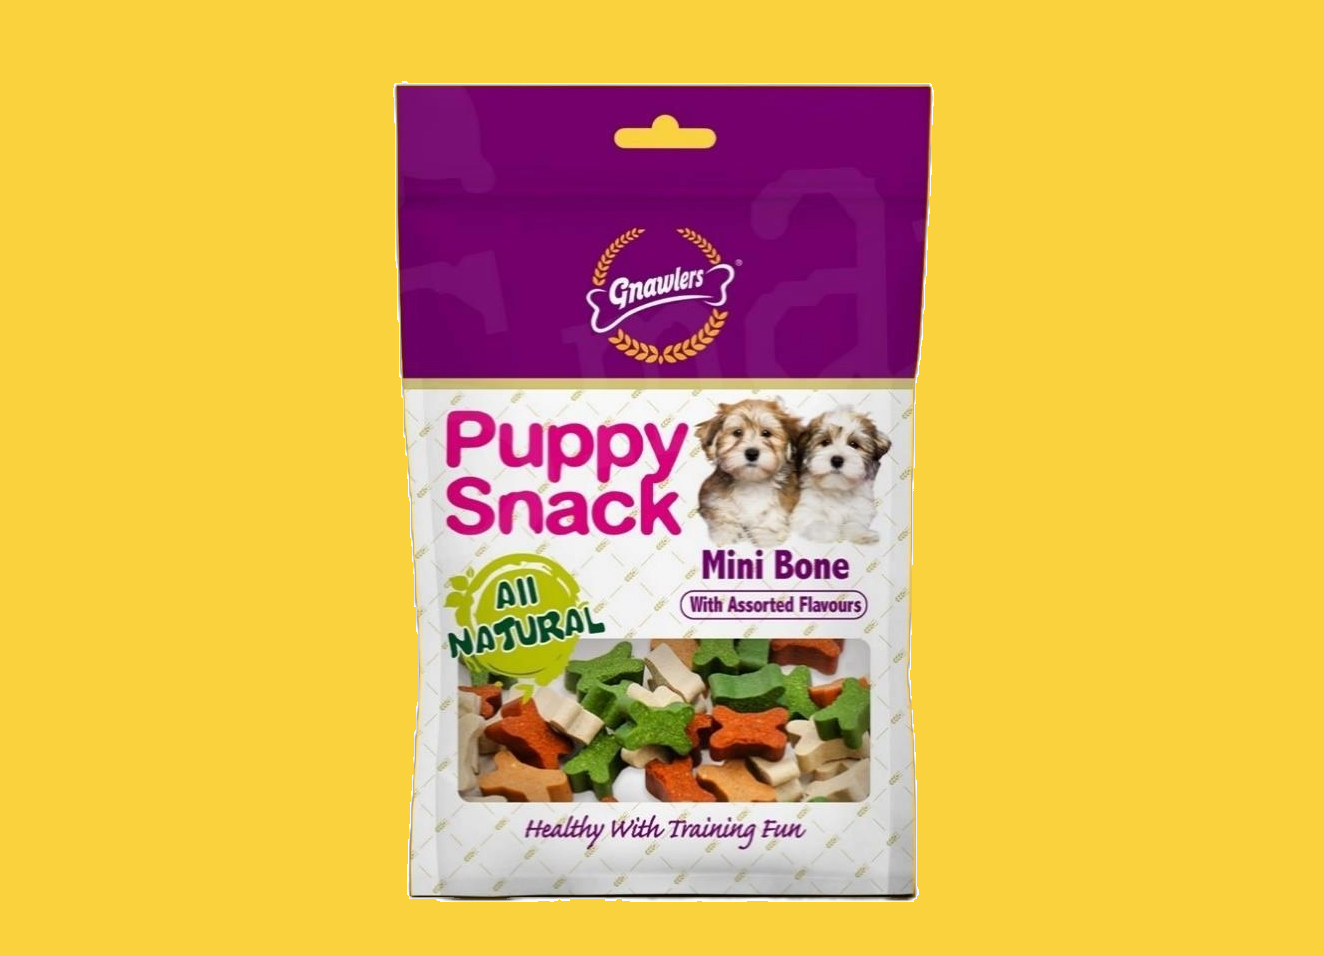 Gnawlers
®
Puppy
Snack
Mini Bone
With Assorted Flavours
All
NATURAL
Healthy With Training Fun